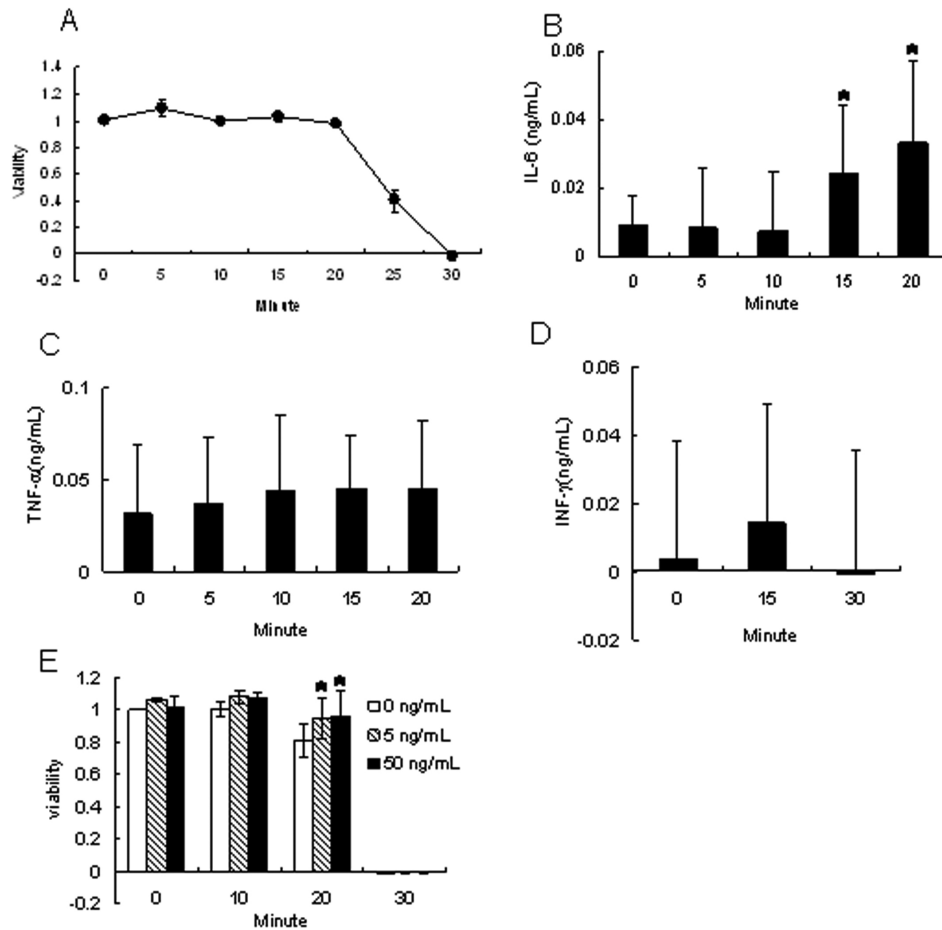 A
1.4
1.2
1
0.8
0.6
0.4
0.2
0
-0.2
Viability
0 5 10 15 20 25 30
Minute
B
0.06
0.04
0.02
0
IL-6 (ng/mL)
* *
0 5 10 15 20
Minute
C
0.1
0.05
0
TNF-α(ng/mL)
0 5 10 15 20
Minute
D
0.06
0.04
0.02
0
-0.02
INF-γ(ng/mL)
0 15 30
Minute
E
1.2
1
0.8
0.6
0.4
0.2
0
-0.2
viability
* *
0 ng/mL
5 ng/mL
50 ng/mL
0 10 20 30
Minute